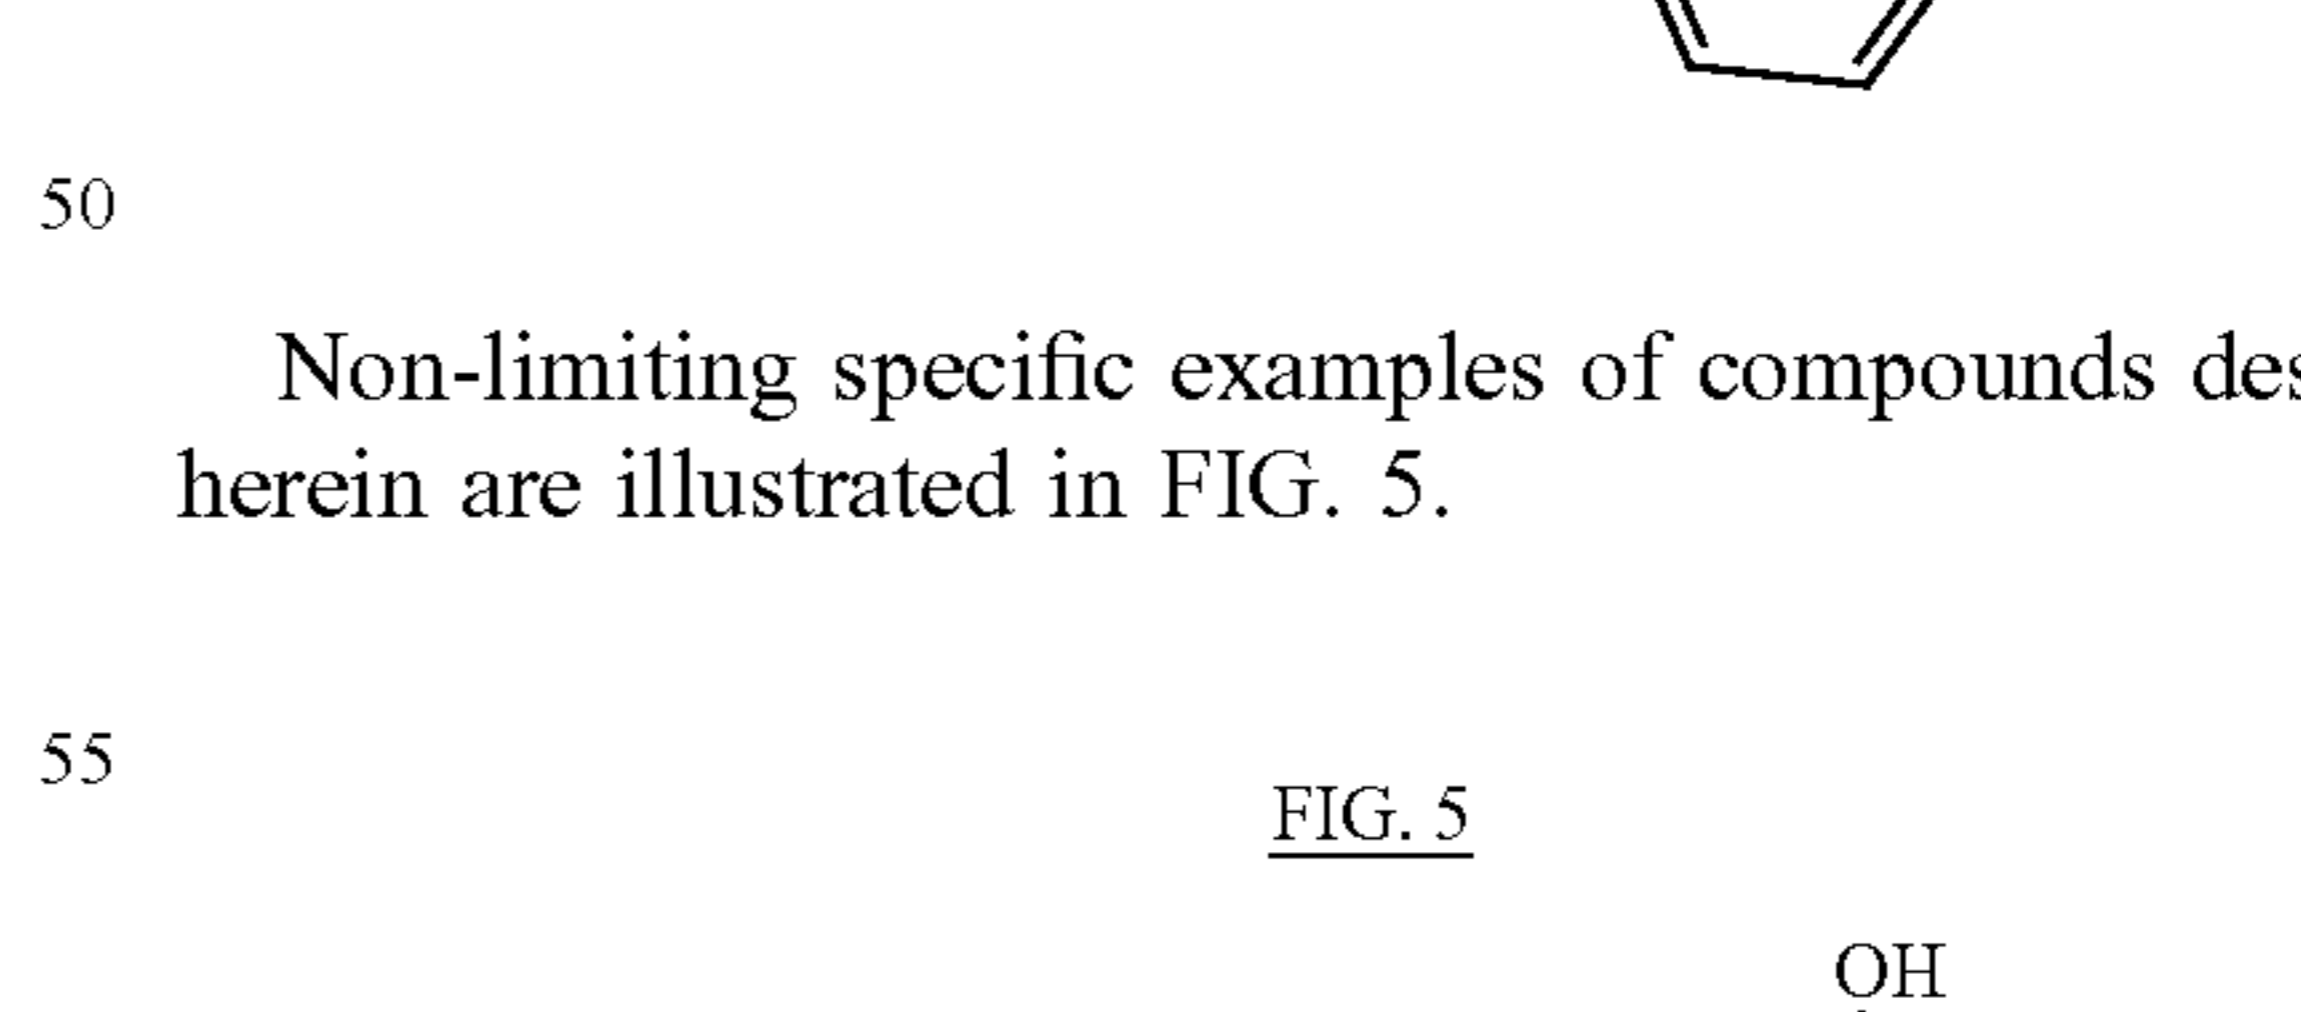 50
Non-limiting specific examples of compounds des
herein are illustrated in FIG. 5.
55
FIG. 5
OH